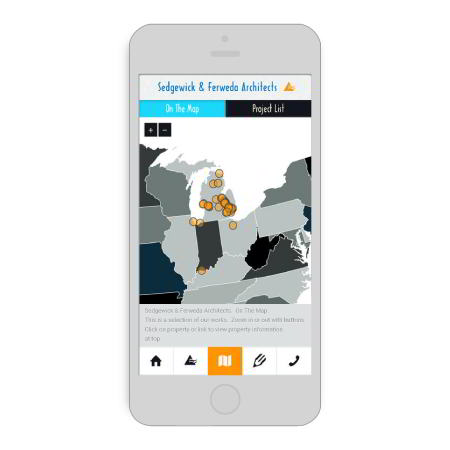 Sedgewick & Ferweda Architects
On The Map
Project List
+ −
Sedgewick & Ferweda Architects. On The Map.
This is a selection of our works. Zoom in or out with buttons.
Click on property or link to view property information
at top.